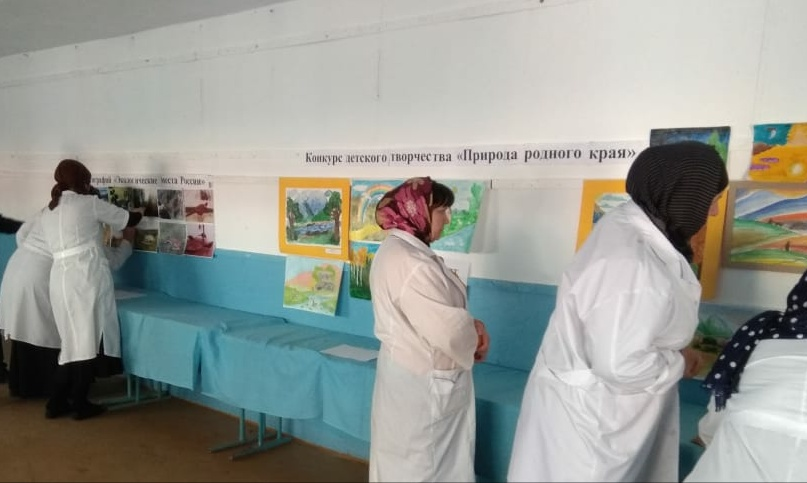 Экологические места России»
Конкурс детского творчества «Природа родного края»